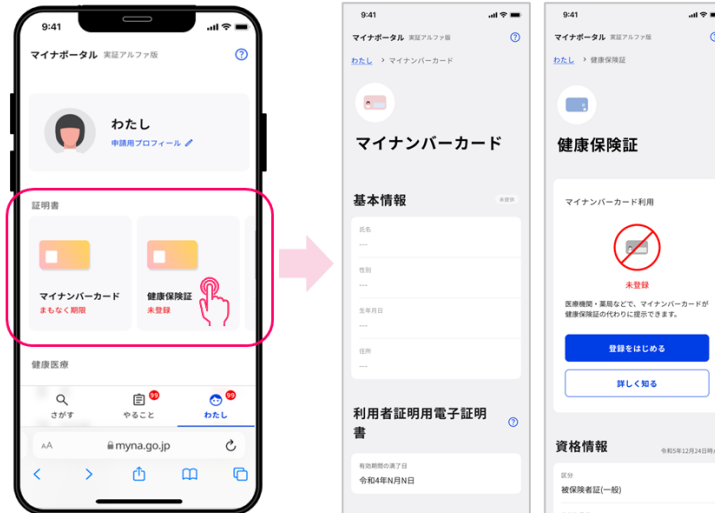 9:41
マイナポータル 実証アルファ版
わたし
申請用プロフィール
証明書
マイナンバーカード
まもなく期限
健康保険証
未登録
健康医療
さがす
99
やること
99
わたし
AA
myna.go.jp
9:41
マイナポータル 実証アルファ版
わたし > マイナンバーカード
マイナンバーカード
基本情報
氏名
---
性別
---
生年月日
---
住所
---
利用者証明用電子証明
書
有効期間の満了日
令和4年N月N日
9:41
マイナポータル 実証アルファ版
わたし > 健康保険証
健康保険証
マイナンバーカード利用
未登録
医療機関・薬局などで、マイナンバーカードが
健康保険証の代わりに提示できます。
登録をはじめる
詳しく知る
資格情報
令和5年12月24日時
区分
被保険者証(一般)